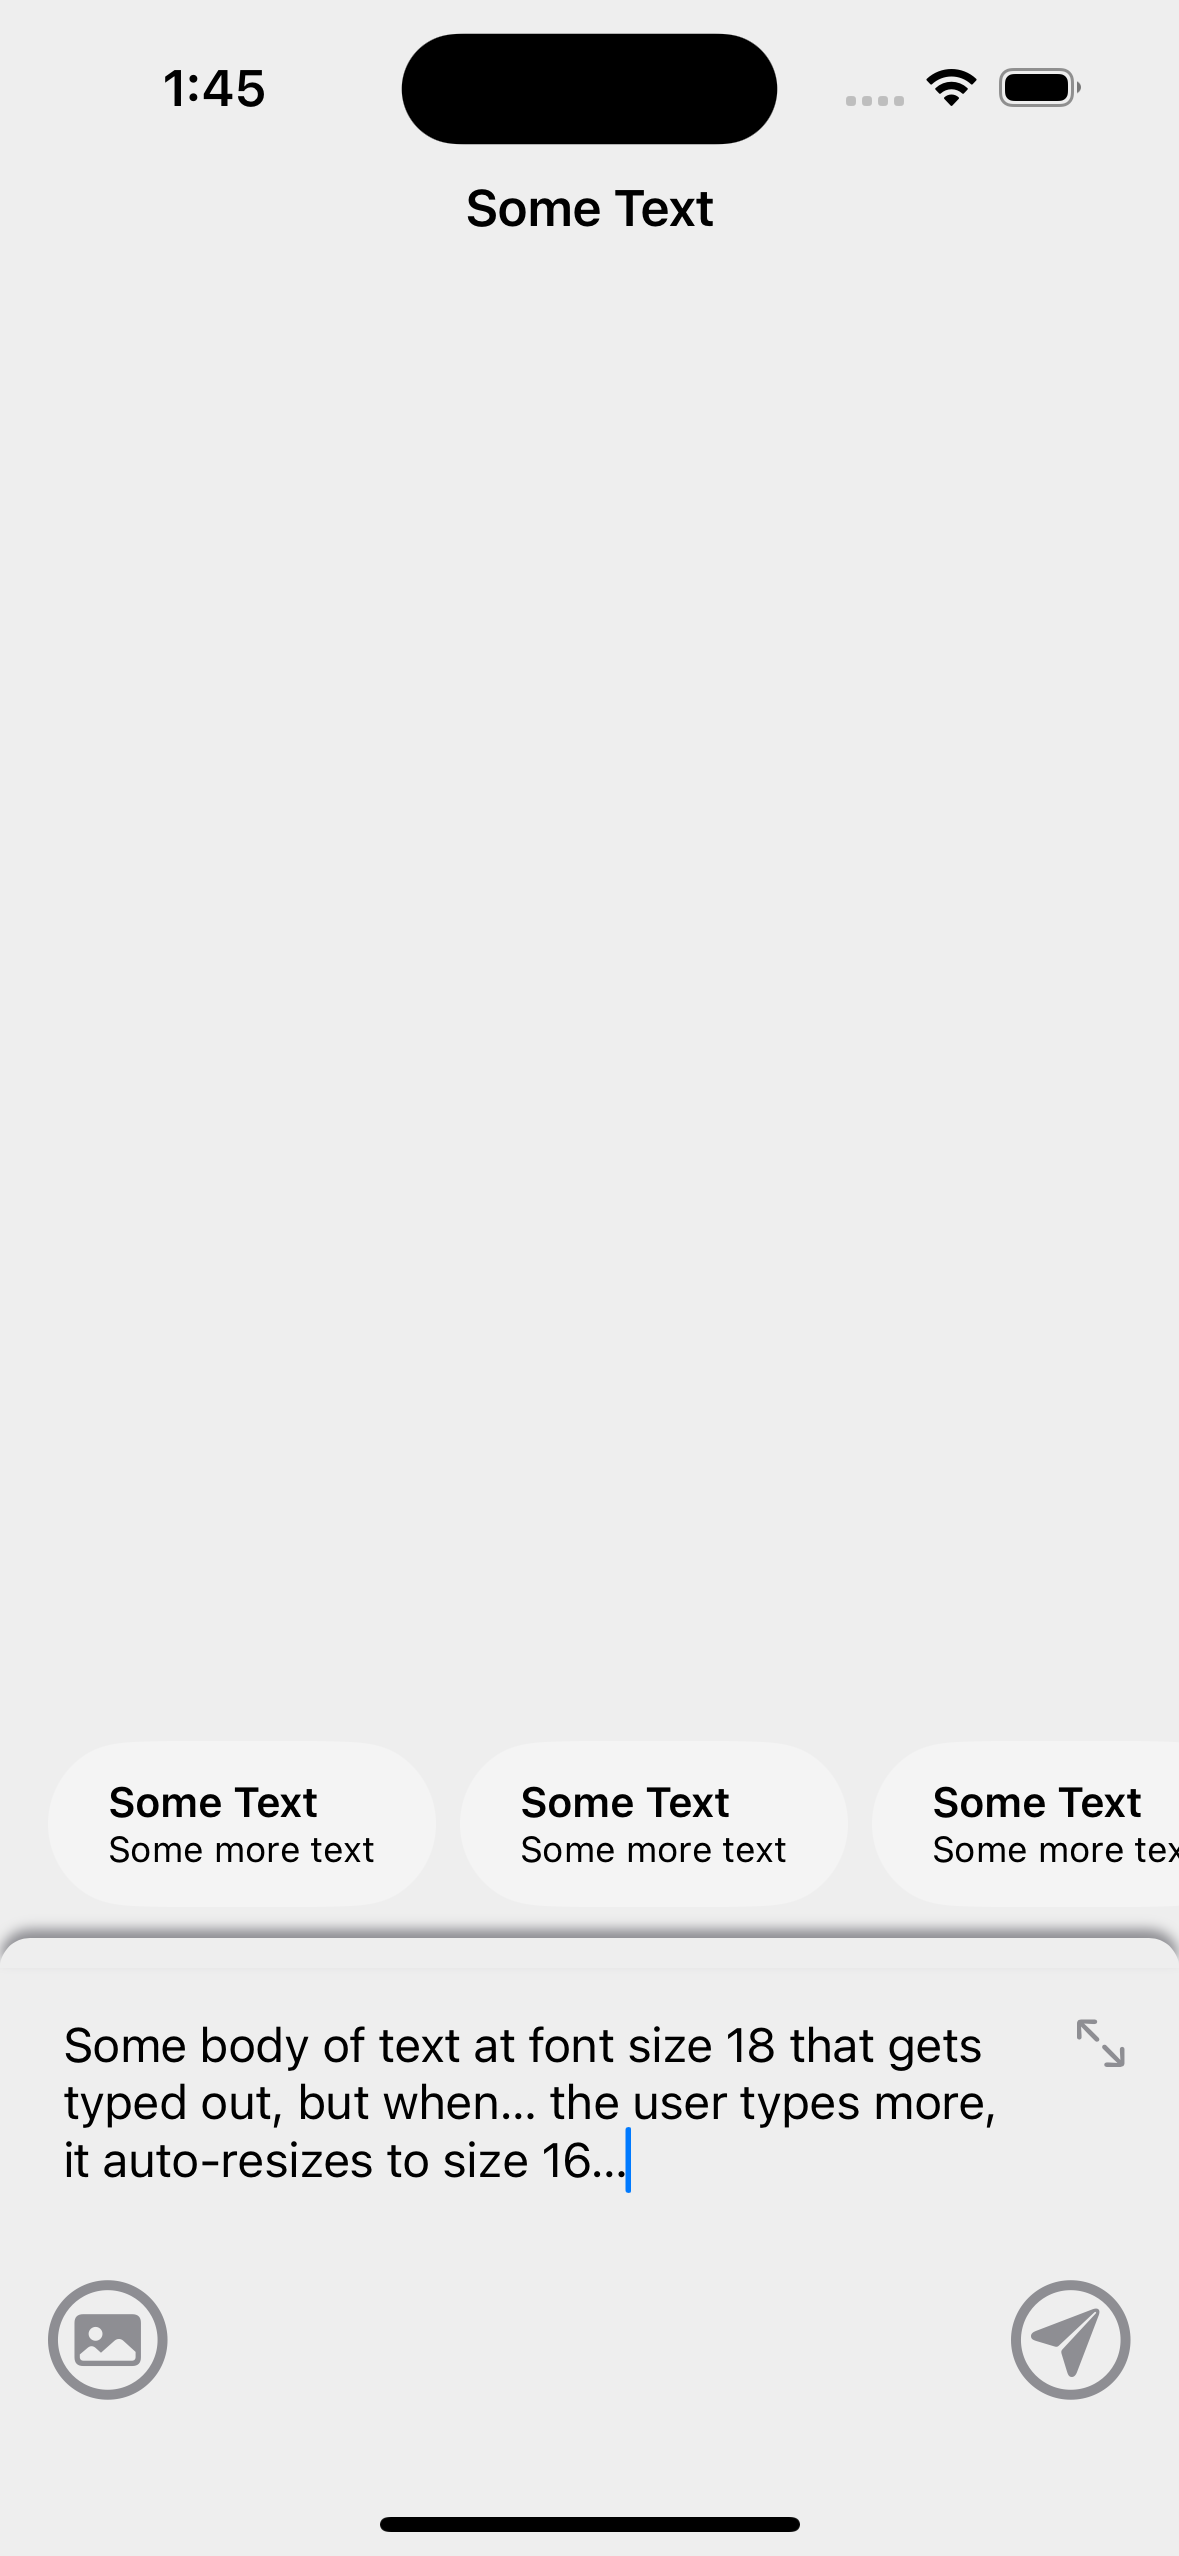 1:45
Some Text
Some Text Some Text Some Text
Some more text Some more text Some more tex
Some body of text at font size 18 that gets
typed out, but when... the user types more,
it auto-resizes to size 16...